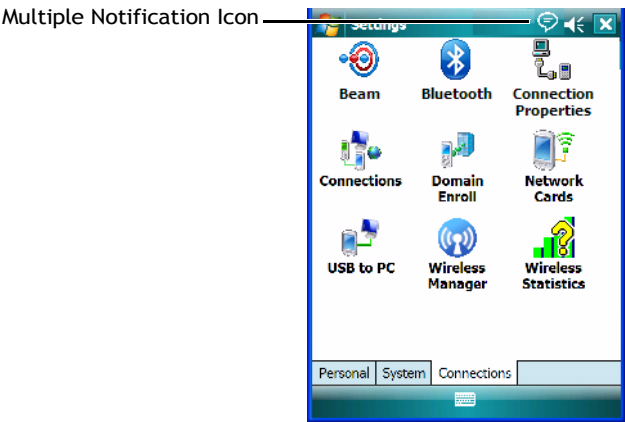 Multiple Notification Icon
Settings
Beam
Bluetooth
Connection
Properties
Connections
Domain
Enroll
Network
Cards
USB to PC
Wireless
Manager
Wireless
Statistics
Personal System Connections